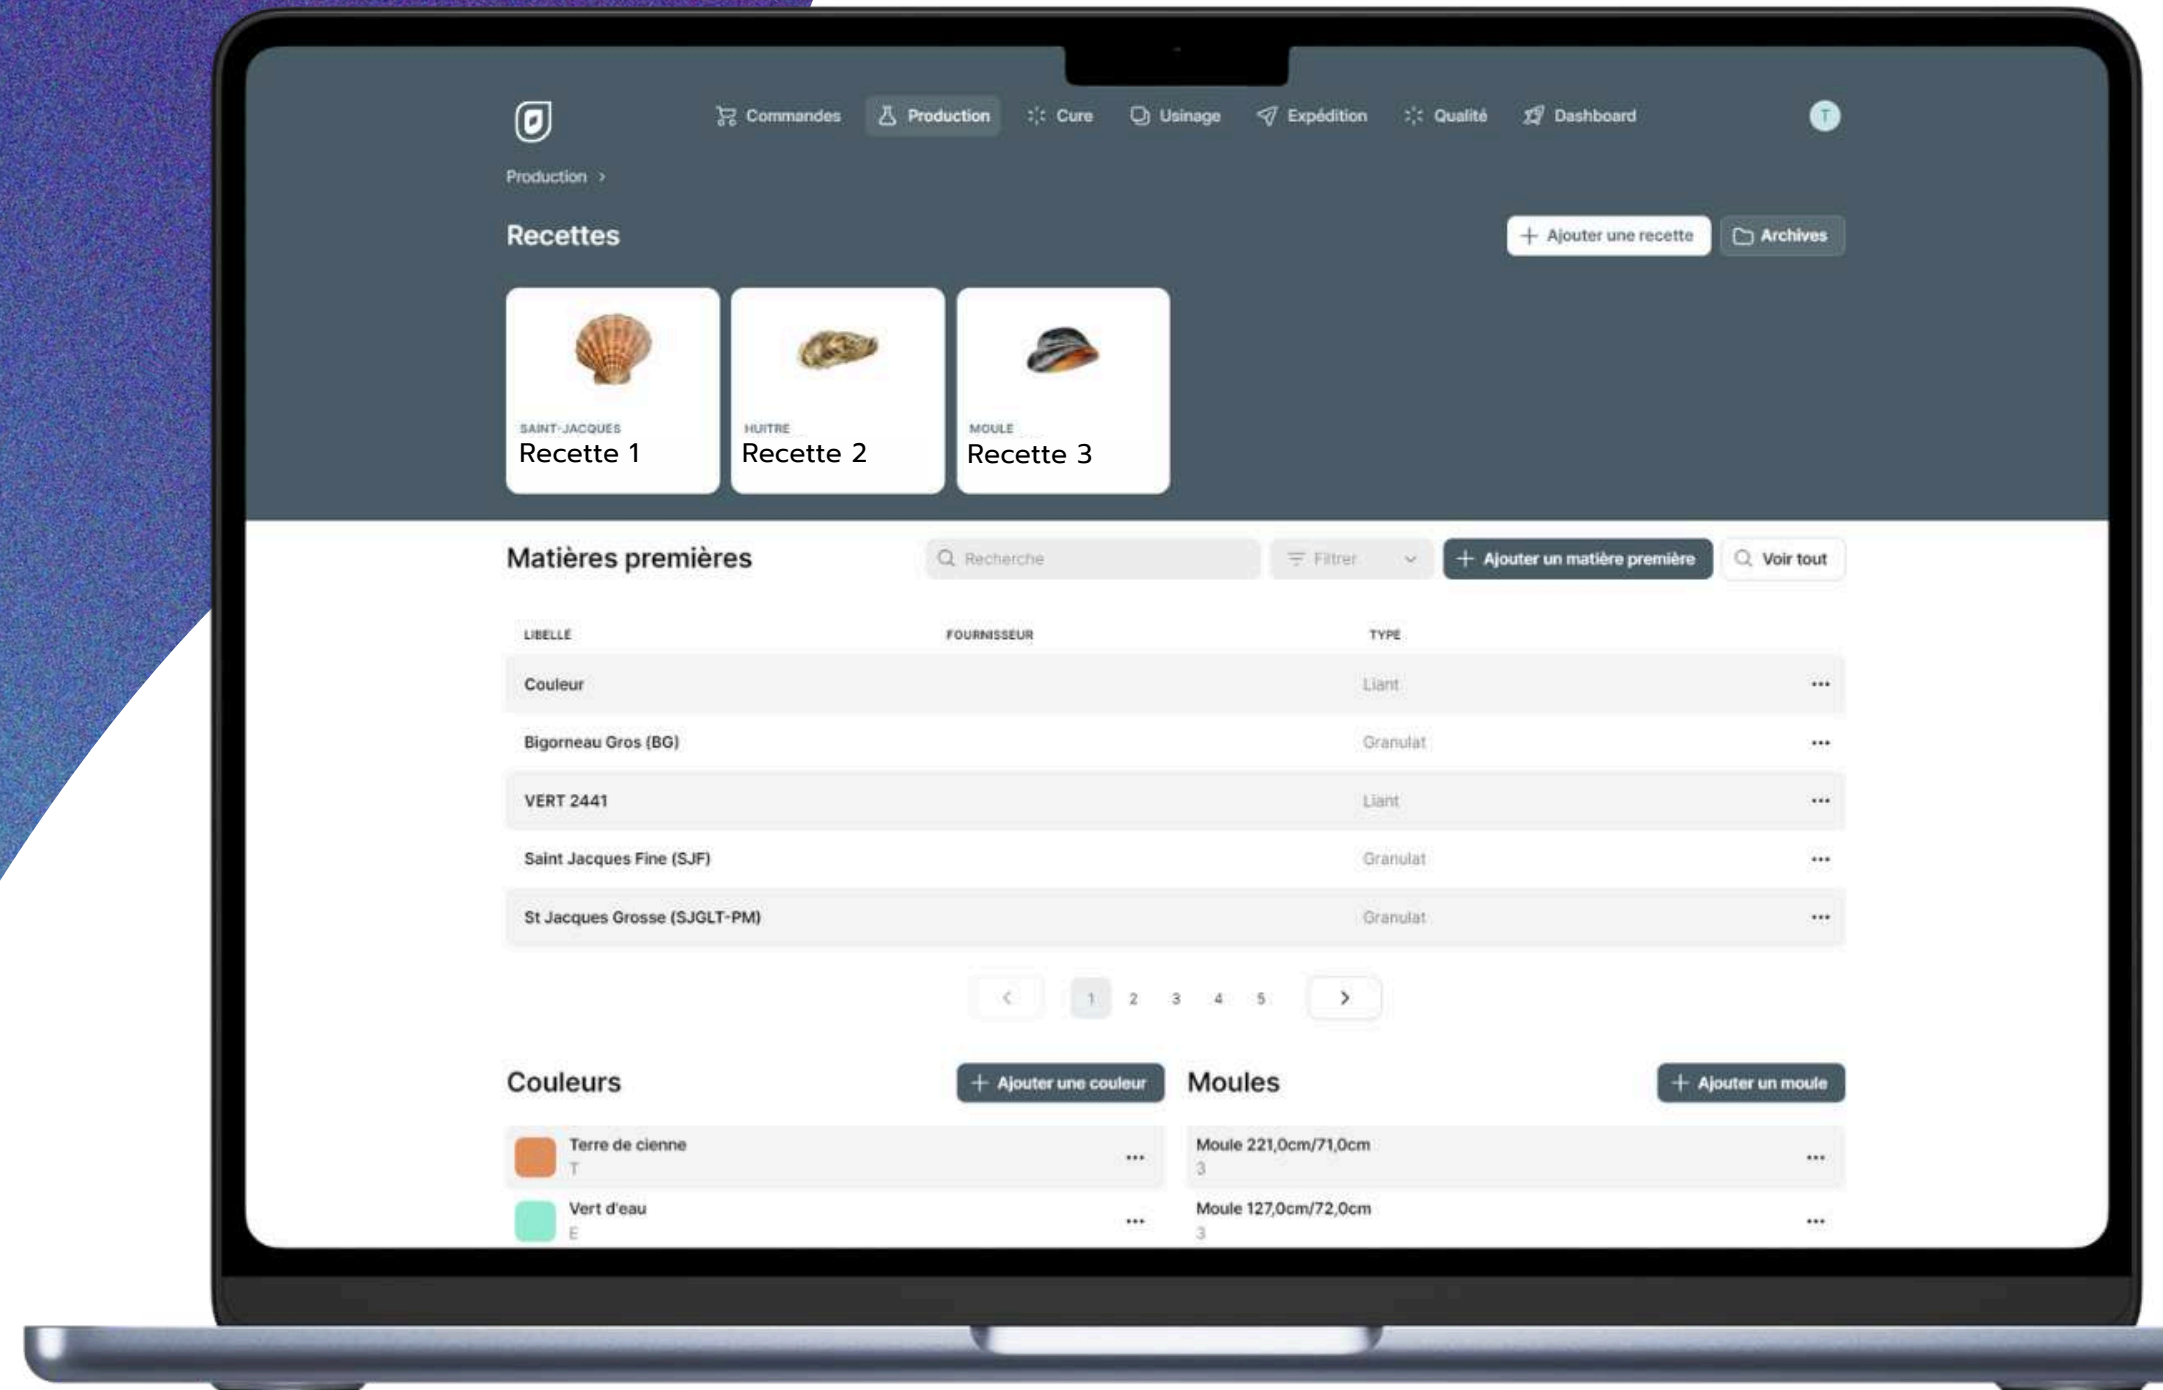 Commandes Production Cure Usinage Expédition Qualité Dashboard T
Production >
Recettes + Ajouter une recette Archives
SAINT-JACQUES HUITRE MOULE
Recette 1 Recette 2 Recette 3
Matières premières Recherche Filtrer + Ajouter un matière première Voir tout
LIBELLÉ FOURNISSEUR TYPE
Couleur Liant
Bigorneau Gros (BG) Granulat
VERT 2441 Liant
Saint Jacques Fine (SJF) Granulat
St Jacques Grosse (SJGLT-PM) Granulat
< 1 2 3 4 5 >
Couleurs + Ajouter une couleur Moules + Ajouter un moule
Terre de cienne Moule 221,0cm/71,0cm
T 3
Vert d'eau Moule 127,0cm/72,0cm
E 3